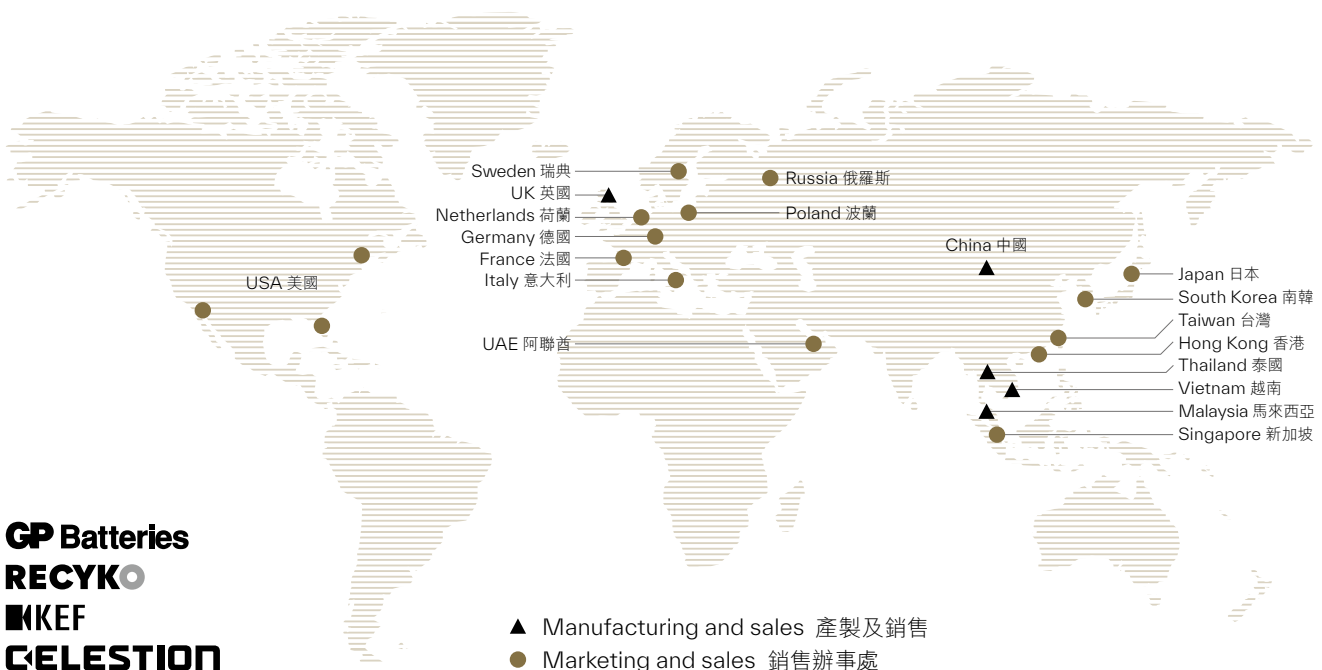 Sweden 瑞典
UK 英國
Netherlands 荷蘭
Germany 德國
France 法國
Italy 意大利
UAE 阿聯酋
USA 美國
Russia 俄羅斯
Poland 波蘭
China 中國
Japan 日本
South Korea 南韓
Taiwan 台灣
Hong Kong 香港
Thailand 泰國
Vietnam 越南
Malaysia 馬來西亞
Singapore 新加坡
GP Batteries
RECYKO
KEF
CELESTION
Manufacturing and sales 產製及銷售
Marketing and sales 銷售辦事處